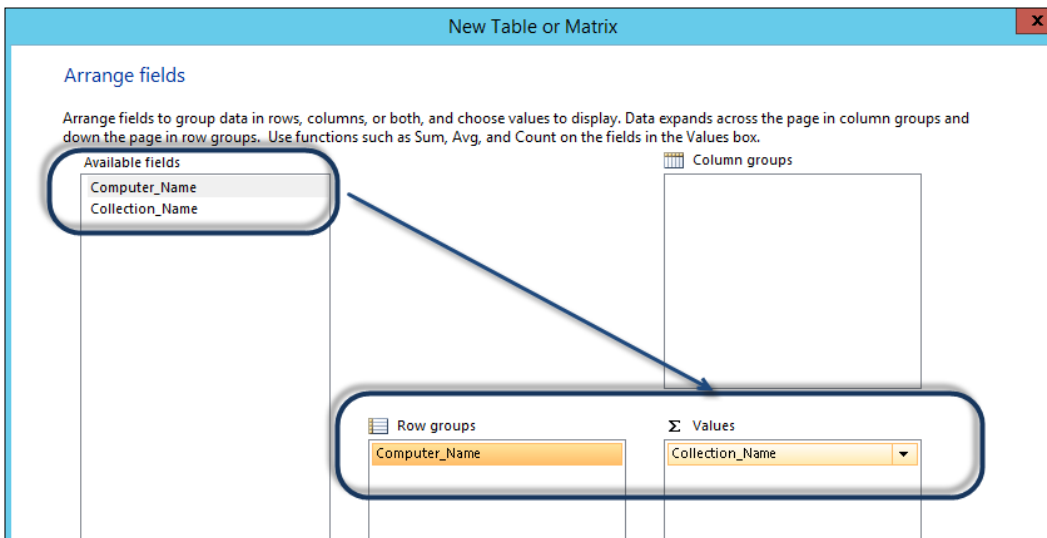 New Table or Matrix
x
Arrange fields
Arrange fields to group data in rows, columns, or both, and choose values to display. Data expands across the page in column groups and
down the page in row groups.  Use functions such as Sum, Avg, and Count on the fields in the Values box.
Available fields
Column groups
Computer_Name
Collection_Name
Row groups
Σ Values
Computer_Name
Collection_Name